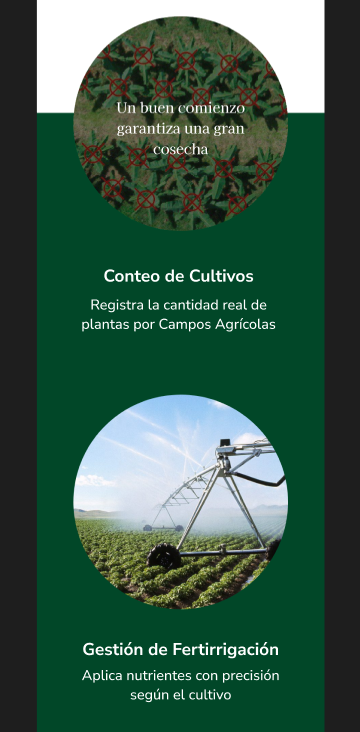 Un buen comienzo
garantiza una gran
cosecha
Conteo de Cultivos
Registra la cantidad real de
plantas por Campos Agrícolas
Gestión de Fertirrigación
Aplica nutrientes con precisión
según el cultivo